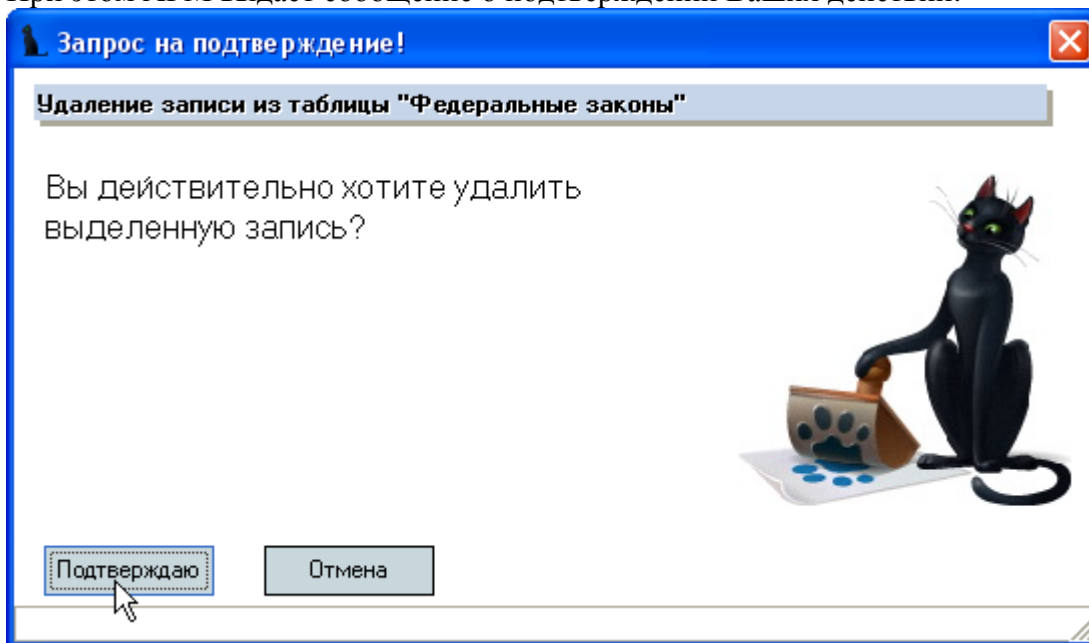 Запрос на подтверждение!
Удаление записи из таблицы "Федеральные законы"
Вы действительно хотите удалить
выделенную запись?
Подтверждаю
Отмена